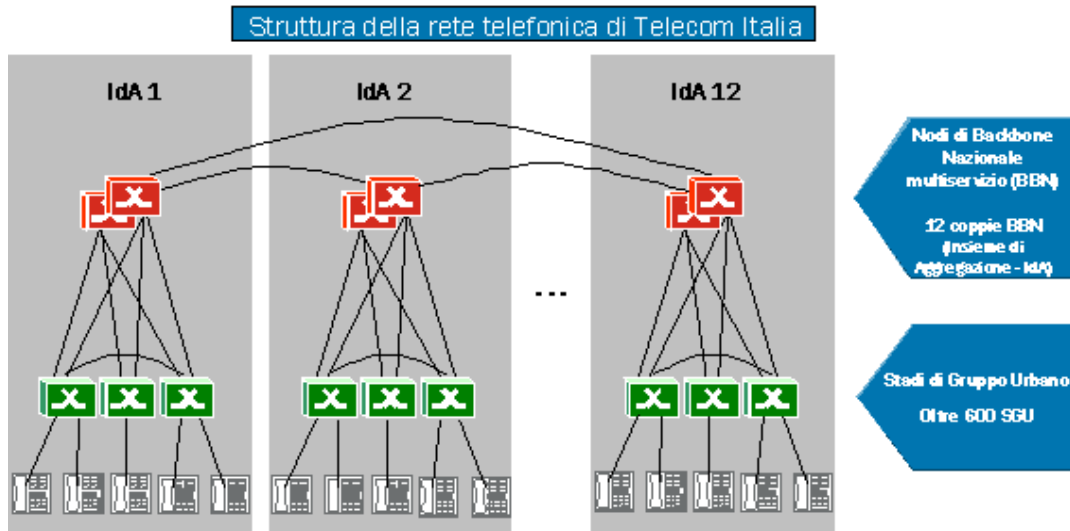 Struttura della rete telefonica di Telecom Italia
IdA 1
IdA 2
IdA 12
...
Nodi di Backbone
Nazionale
multiservizio (BBN)
12 coppie BBN
(Insieme di
Aggregazione - IdA)
Stadi di Gruppo Urbano
Oltre 600 SGU